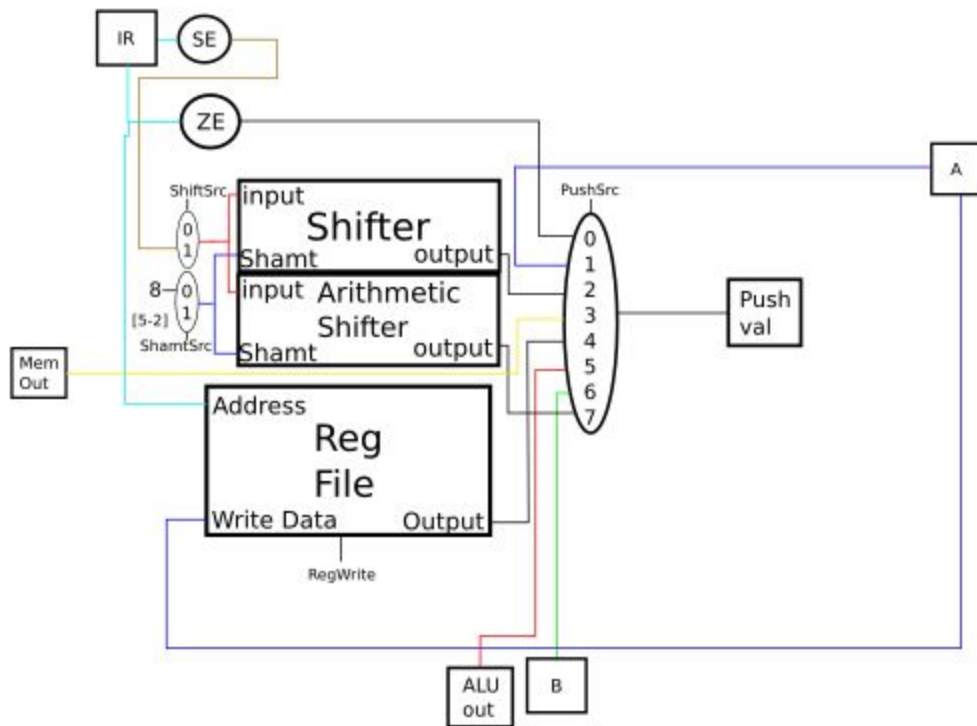 IR
SE
ZE
A
ShiftSrc
0
1
input
Shifter
Shamt
output
PushSrc
0
1
2
3
4
5
6
7
8
0
1
[5-2]
ShamtSrc
input
Arithmetic
Shifter
Shamt
output
Push
val
Mem
Out
Address
Reg
File
Write Data
Output
RegWrite
ALU
out
B